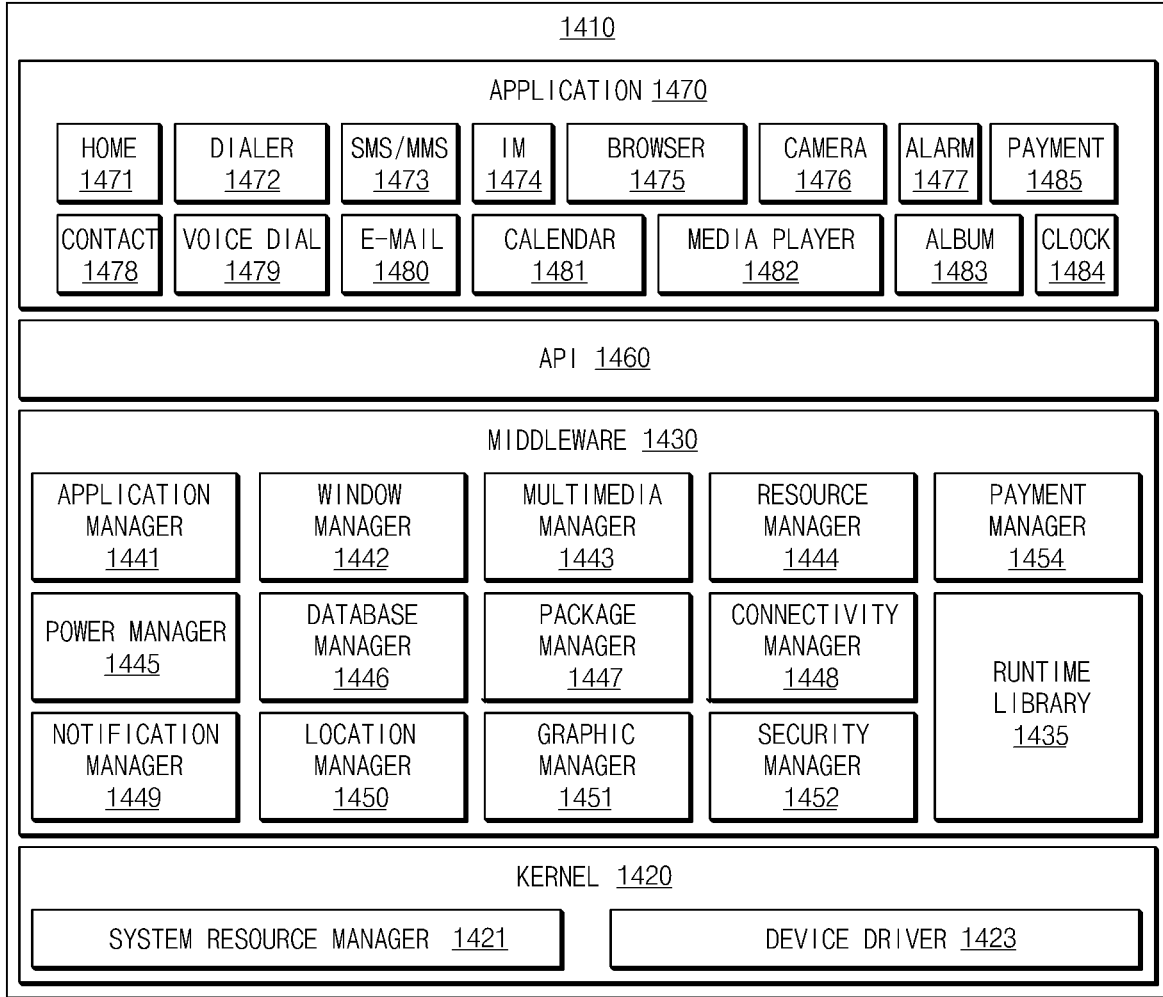 1410
APPLICATION 1470
HOME
1471
DIALER
1472
SMS/MMS
1473
IM
1474
BROWSER
1475
CAMERA
1476
ALARM
1477
PAYMENT
1485
CONTACT
1478
VOICE DIAL
1479
E-MAIL
1480
CALENDAR
1481
MEDIA PLAYER
1482
ALBUM
1483
CLOCK
1484
API 1460
MIDDLEWARE 1430
APPLICATION
MANAGER
1441
WINDOW
MANAGER
1442
MULTIMEDIA
MANAGER
1443
RESOURCE
MANAGER
1444
PAYMENT
MANAGER
1454
POWER MANAGER
1445
DATABASE
MANAGER
1446
PACKAGE
MANAGER
1447
CONNECTIVITY
MANAGER
1448
RUNTIME
LIBRARY
1435
NOTIFICATION
MANAGER
1449
LOCATION
MANAGER
1450
GRAPHIC
MANAGER
1451
SECURITY
MANAGER
1452
KERNEL 1420
SYSTEM RESOURCE MANAGER 1421
DEVICE DRIVER 1423